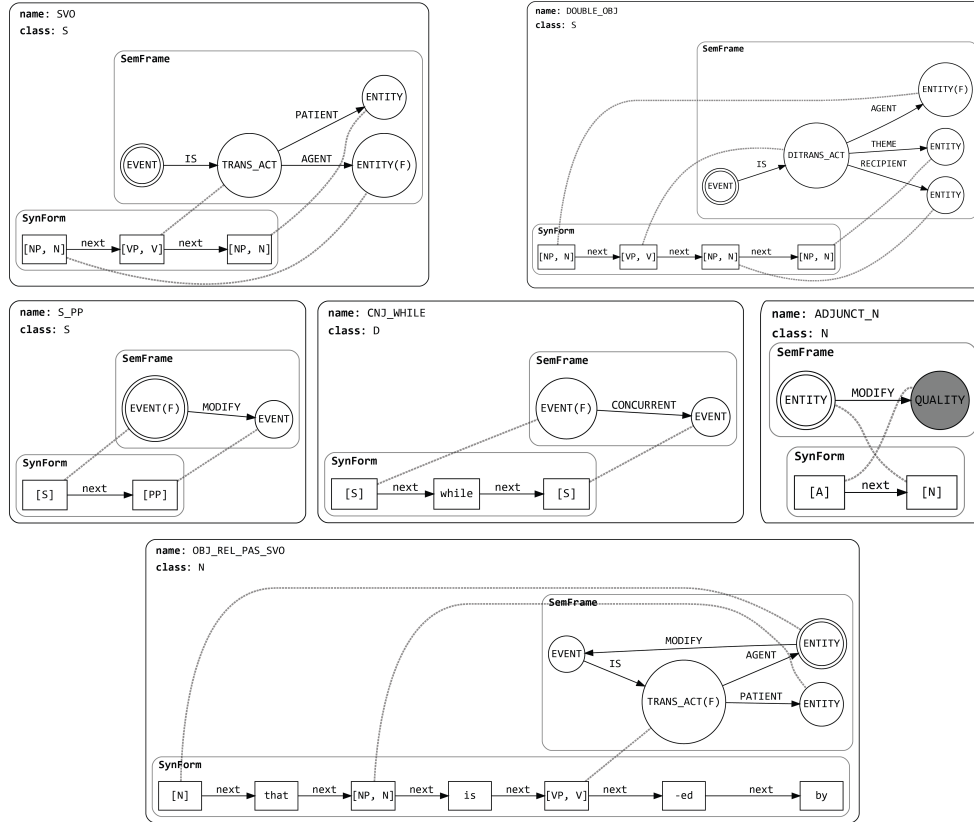 name: SVO
class: S
SemFrame
ENTITY
PATIENT
EVENT
IS
TRANS_ACT
AGENT
ENTITY(F)
SynForm
[NP, N]
next
[VP, V]
next
[NP, N]
name: DOUBLE_OBJ
class: S
SemFrame
ENTITY(F)
AGENT
DITRANS_ACT
THEME
ENTITY
IS
RECIPIENT
EVENT
ENTITY
SynForm
[NP, N]
next
[VP, V]
next
[NP, N]
next
[NP, N]
name: S_PP
class: S
SemFrame
EVENT(F)
MODIFY
EVENT
SynForm
[S]
next
[PP]
name: CNJ_WHILE
class: D
SemFrame
EVENT(F)
CONCURRENT
EVENT
SynForm
[S]
next
while
next
[S]
name: ADJUNCT_N
class: N
SemFrame
ENTITY
MODIFY
QUALITY
SynForm
[A]
next
[N]
name: OBJ_REL_PAS_SVO
class: N
SemFrame
MODIFY
ENTITY
EVENT
IS
AGENT
TRANS_ACT(F)
PATIENT
ENTITY
SynForm
[N]
next
that
next
[NP, N]
next
is
next
[VP, V]
next
-ed
next
by